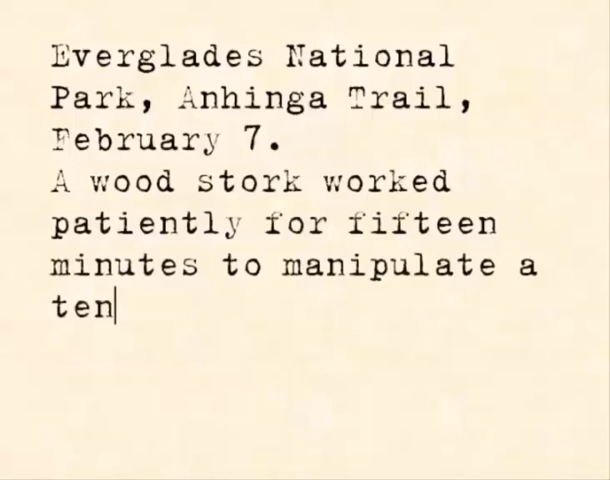 Everglades National
Park, Anhinga Trail,
February 7.
A wood stork worked
patiently for fifteen
minutes to manipulate a
ten